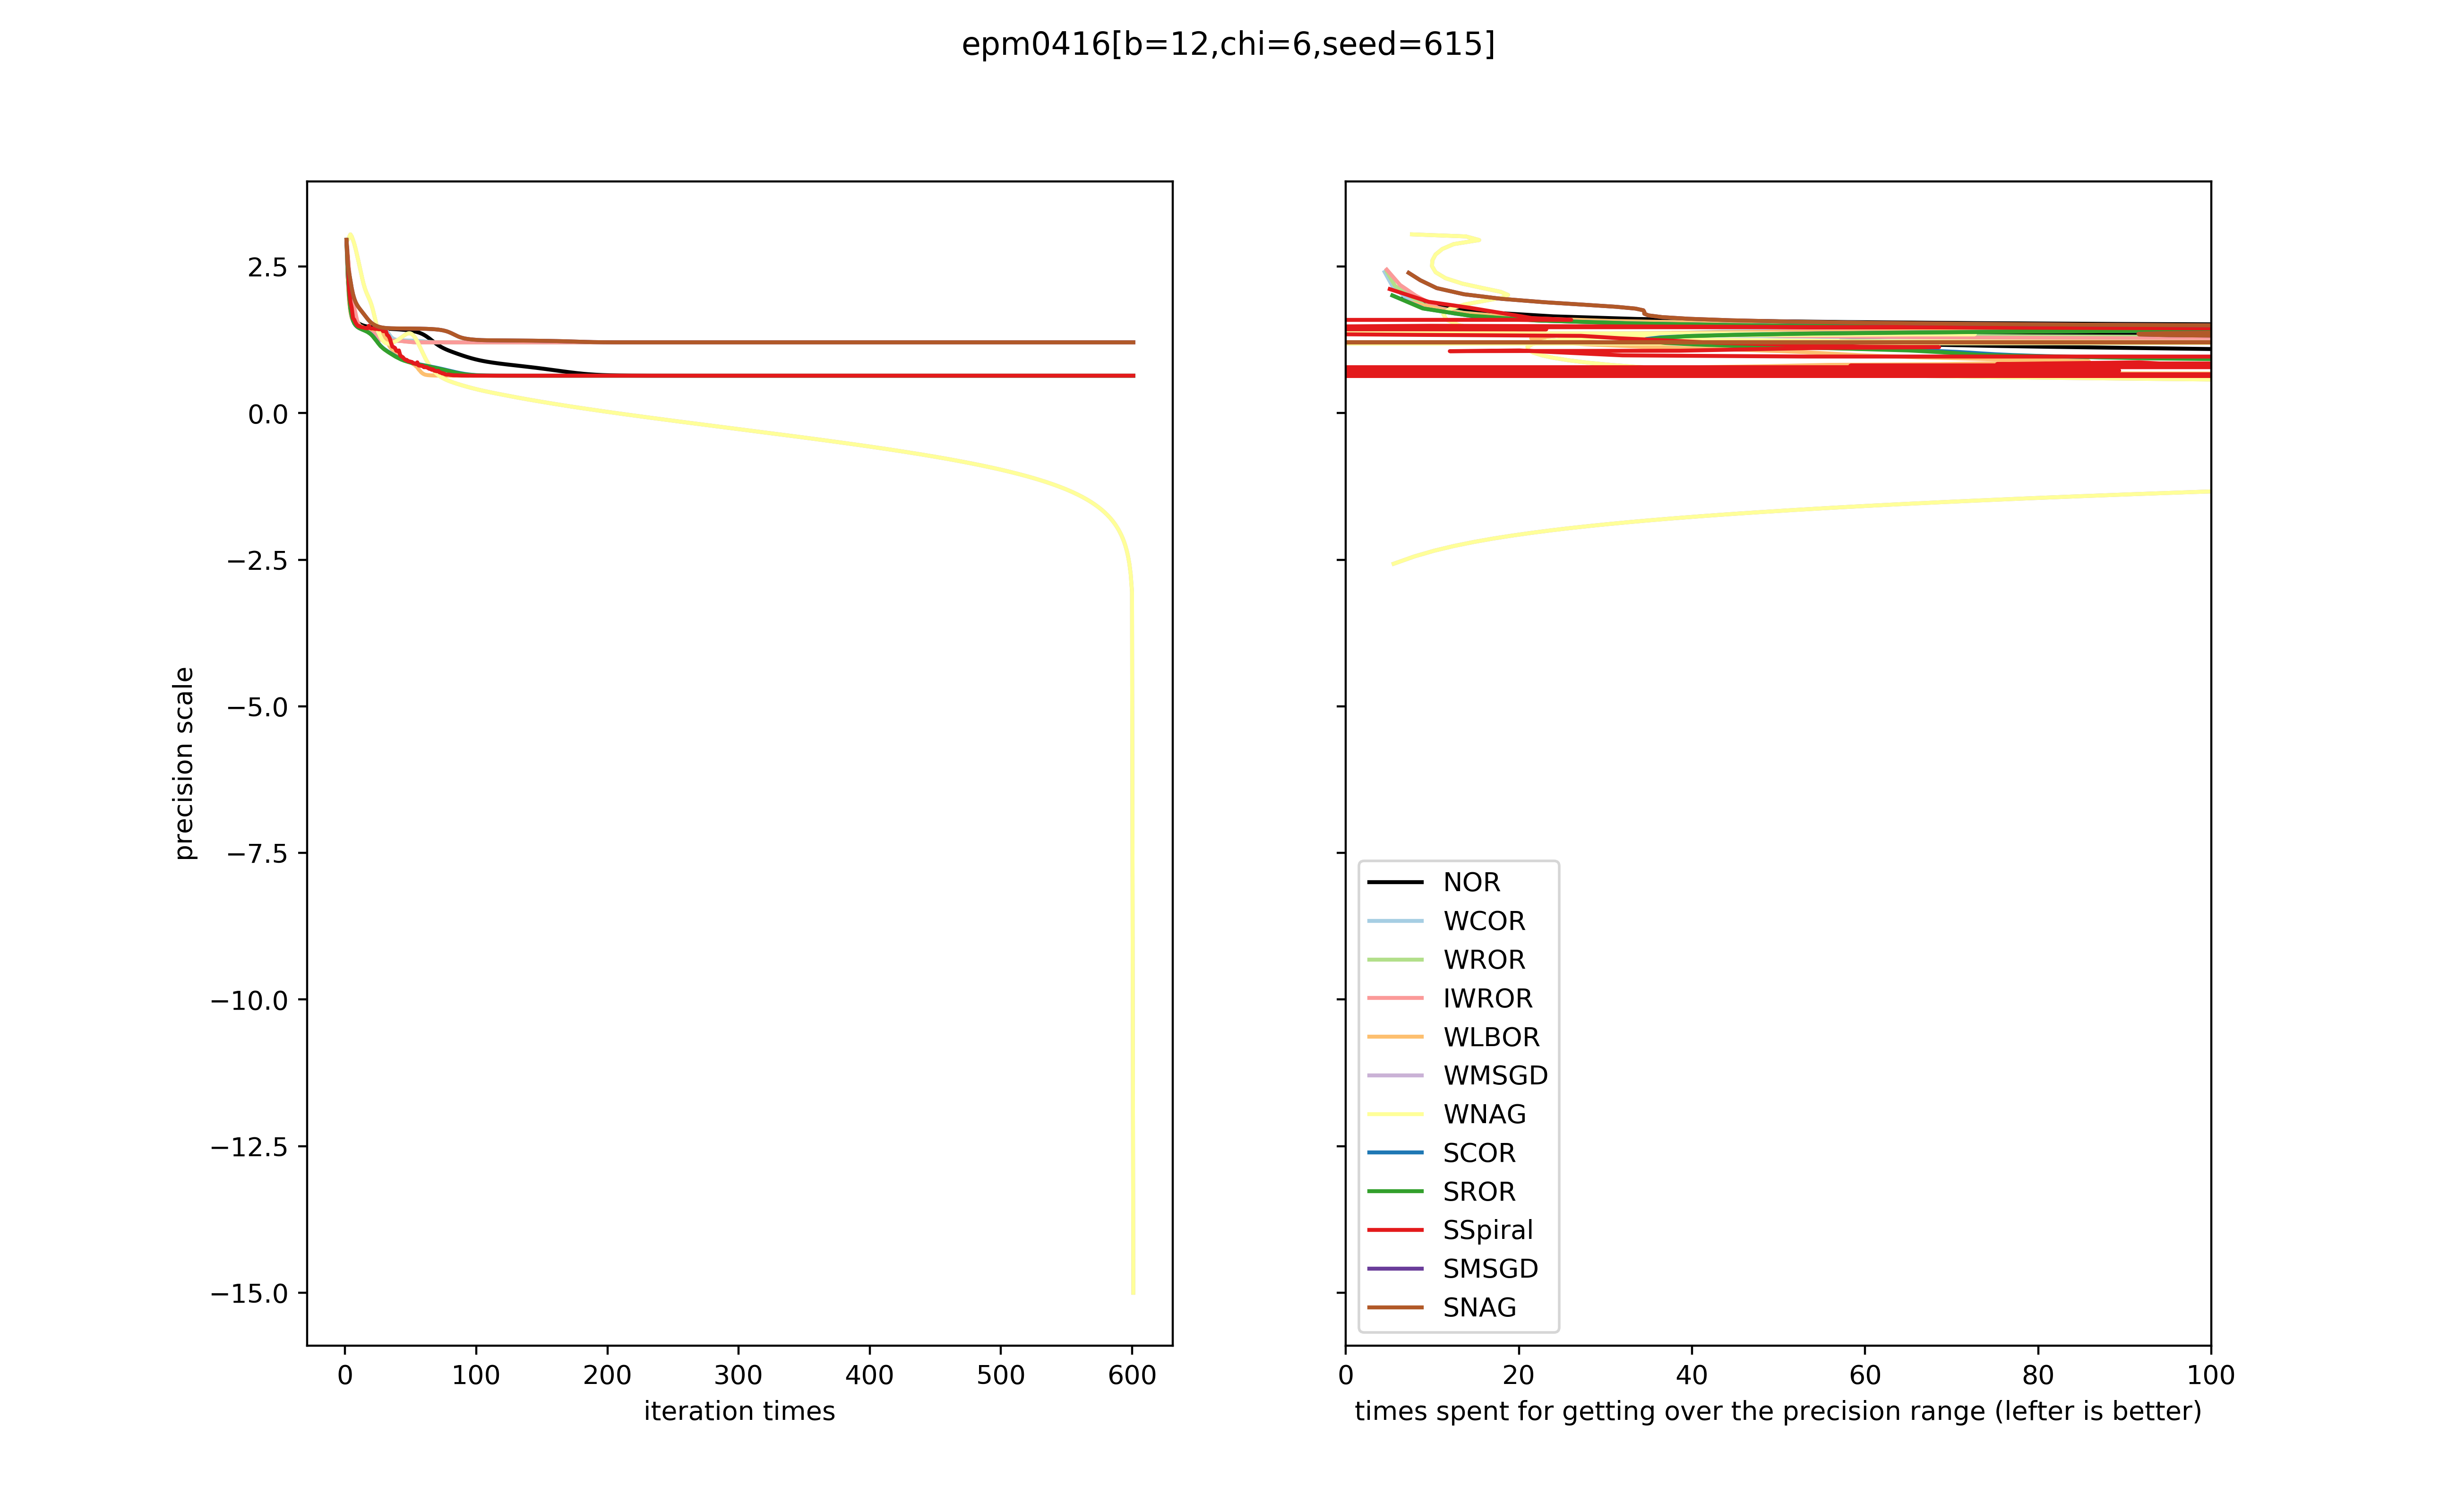 epm0416[b=12,chi=6,seed=615]
precision scale
2.5
0.0
−2.5
−5.0
−7.5
−10.0
−12.5
−15.0
0 100 200 300 400 500 600
iteration times
NOR
WCOR
WROR
IWROR
WLBOR
WMSGD
WNAG
SCOR
SROR
SSpiral
SMSGD
SNAG
0 20 40 60 80 100
times spent for getting over the precision range (lefter is better)